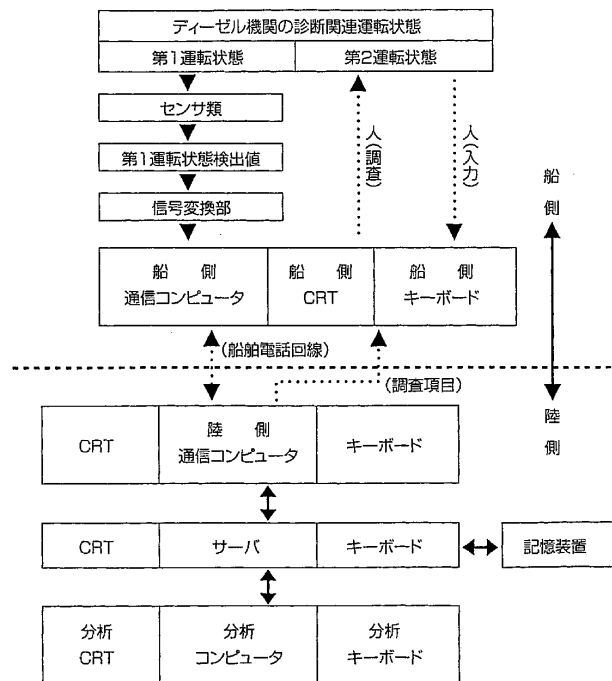 ディーゼル機関の診断関連運転状態
第1運転状態
第2運転状態
センサ類
第1運転状態検出値
信号変換部
人(調査)
人(入力)
船側
船側
通信コンピュータ
船側
CRT
船側
キーボード
(船舶電話回線)
(調査項目)
陸側
CRT
陸側
通信コンピュータ
キーボード
CRT
サーバ
キーボード
記憶装置
分析
CRT
分析
コンピュータ
分析
キーボード